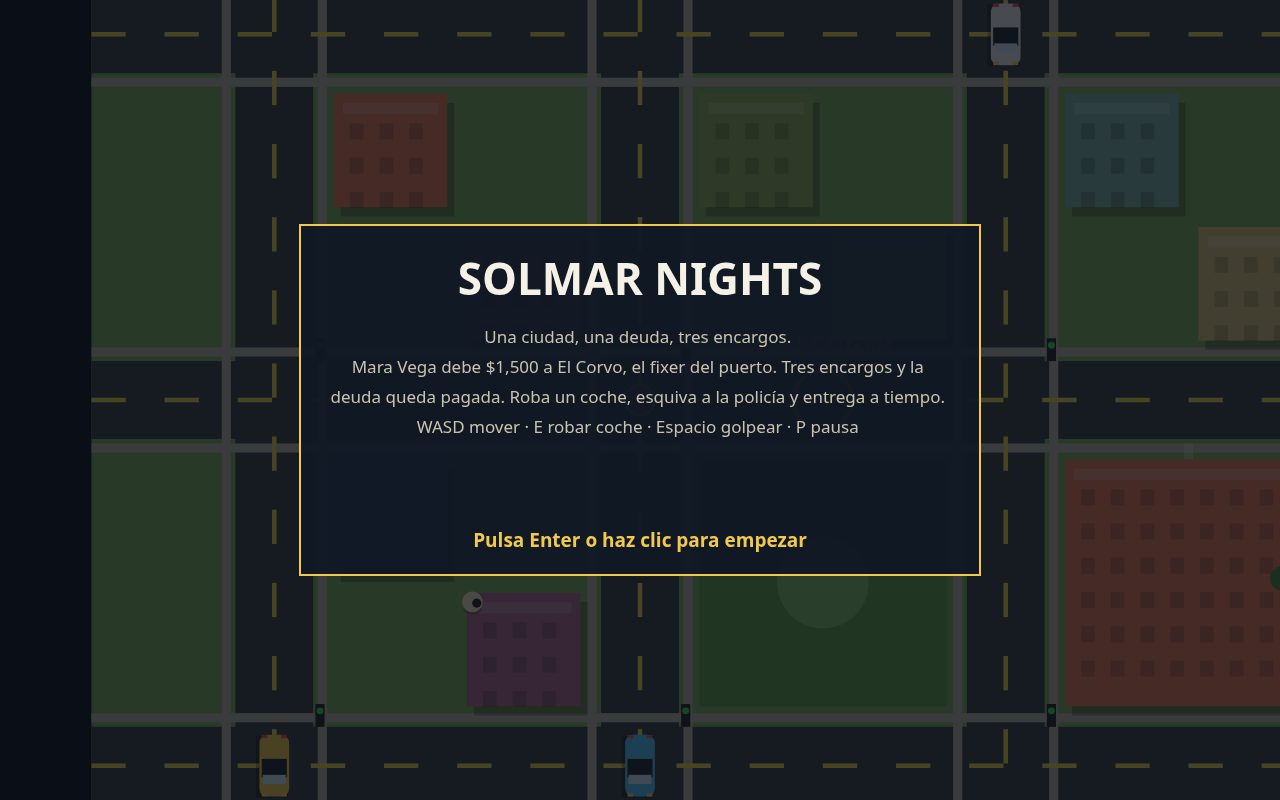 SOLMAR NIGHTS
Una ciudad, una deuda, tres encargos.
Mara Vega debe $1,500 a El Corvo, el fixer del puerto. Tres encargos y la
deuda queda pagada. Roba un coche, esquiva a la policía y entrega a tiempo.
WASD mover · E robar coche · Espacio golpear · P pausa
Pulsa Enter o haz clic para empezar